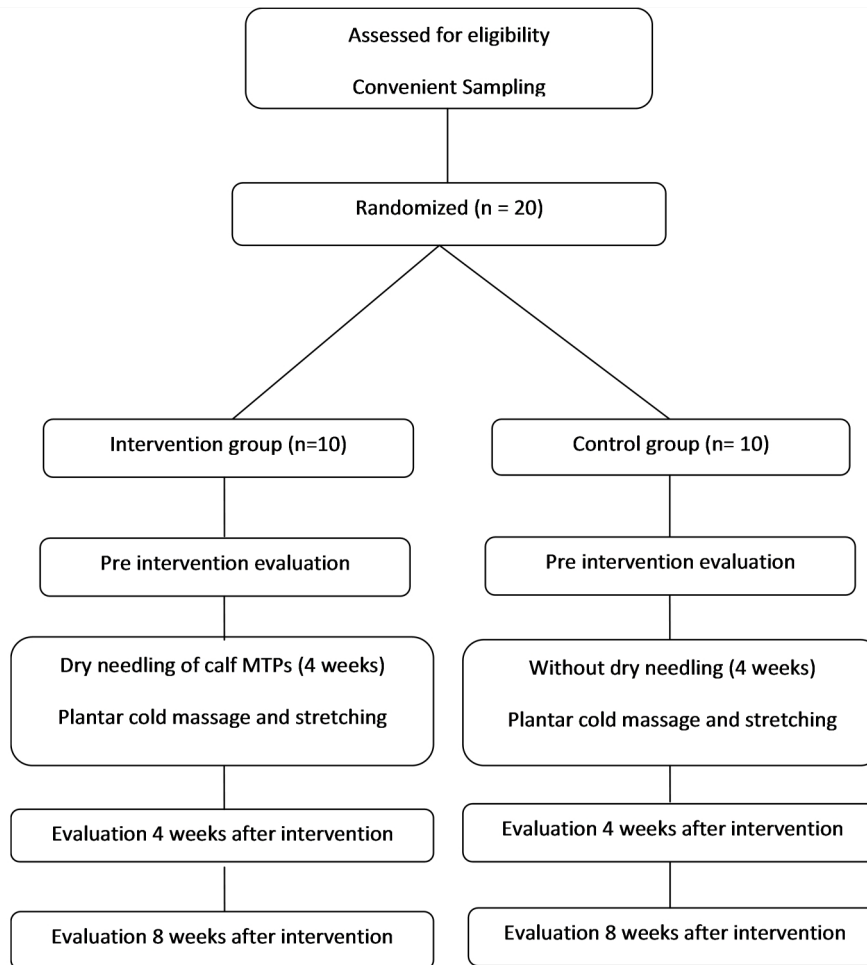 Assessed for eligibility
Convenient Sampling
Randomized (n = 20)
Intervention group (n=10)
Control group (n= 10)
Pre intervention evaluation
Pre intervention evaluation
Dry needling of calf MTPs (4 weeks)
Plantar cold massage and stretching
Without dry needling (4 weeks)
Plantar cold massage and stretching
Evaluation 4 weeks after intervention
Evaluation 4 weeks after intervention
Evaluation 8 weeks after intervention
Evaluation 8 weeks after intervention